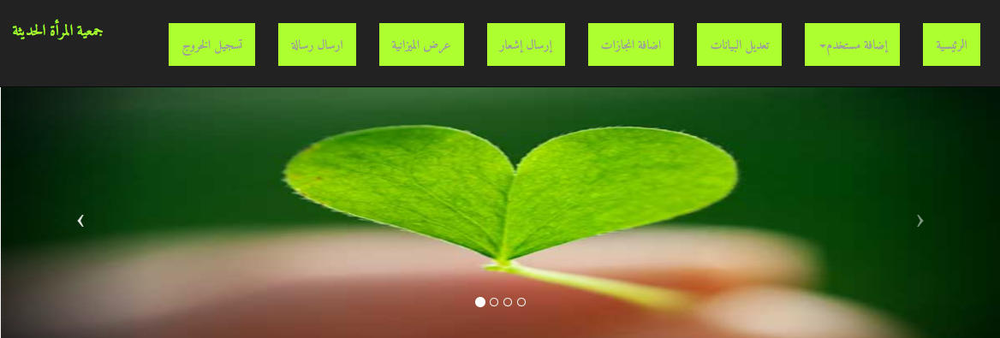 جمعية المرأة الحديثة
الرئيسية
إضافة مستخدم
تعديل البيانات
اضافة انجازات
إرسال إشعار
عرض الميزانية
ارسال رسالة
تسجيل الخروج